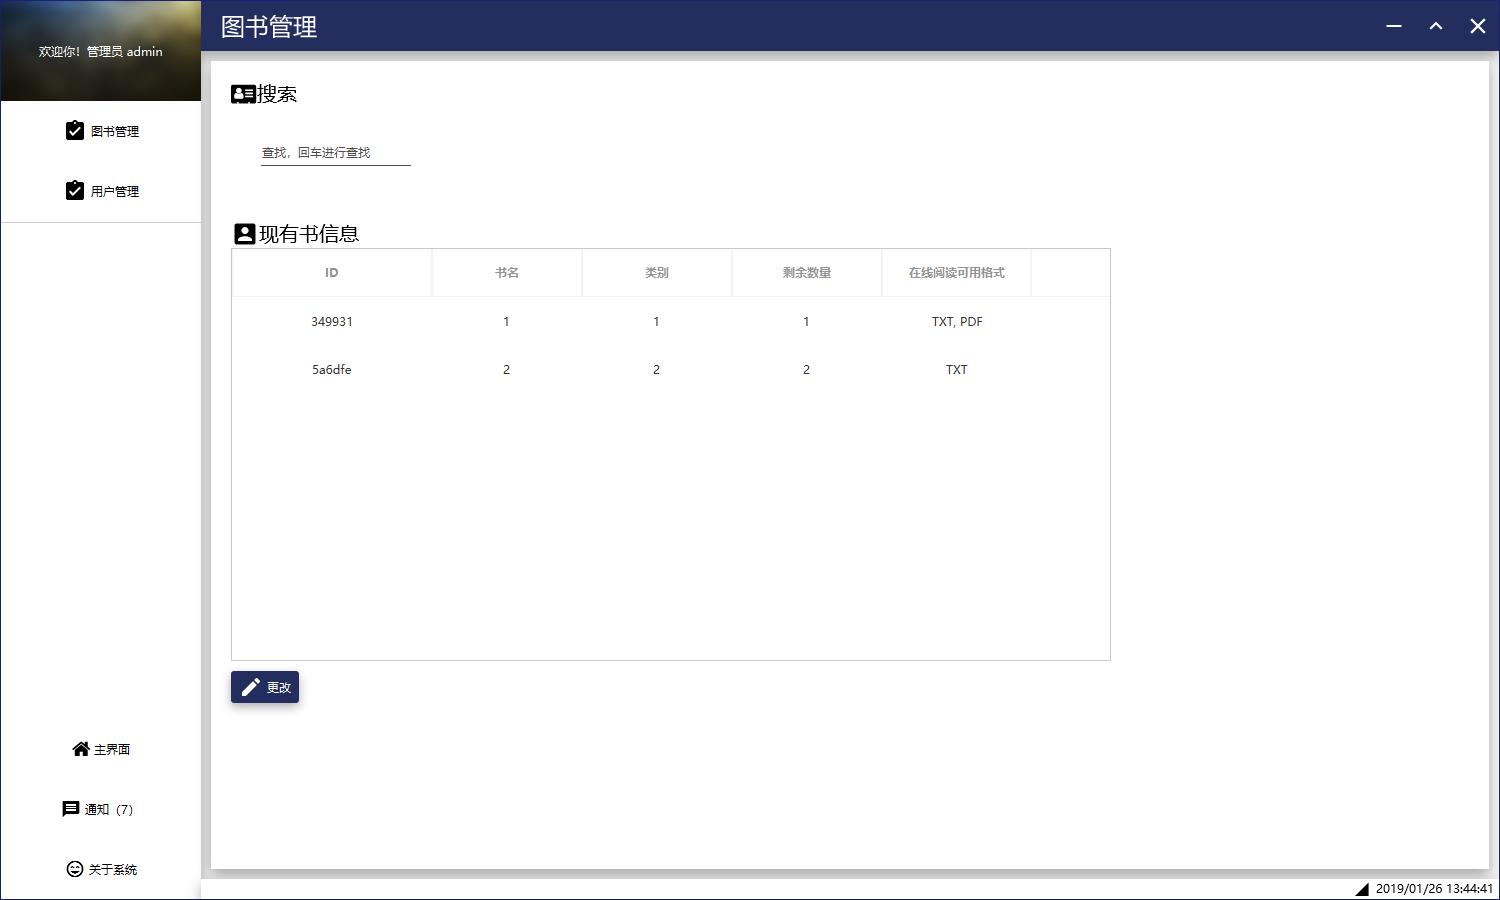 欢迎你！管理员 admin
图书管理
图书管理
用户管理
搜索
查找，回车进行查找
现有书信息
ID 书名 类别 剩余数量 在线阅读可用格式
349931 1 1 1 TXT, PDF
5a6dfe 2 2 2 TXT
更改
主界面
通知（7）
关于系统
2019/01/26 13:44:41